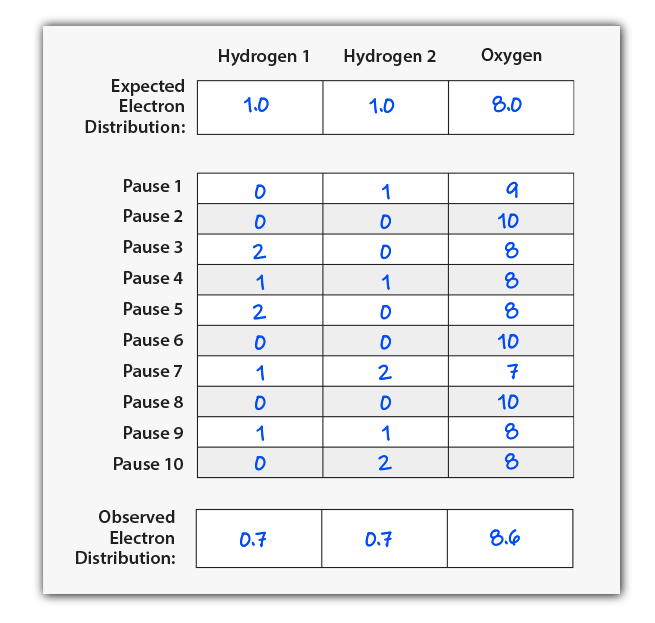 Hydrogen 1 Hydrogen 2 Oxygen
Expected
Electron
Distribution: 1.0 1.0 8.0
Pause 1 0 1 9
Pause 2 0 0 10
Pause 3 2 0 8
Pause 4 1 1 8
Pause 5 2 0 8
Pause 6 0 0 10
Pause 7 1 2 7
Pause 8 0 0 10
Pause 9 1 1 8
Pause 10 0 2 8
Observed
Electron
Distribution: 0.7 0.7 8.6